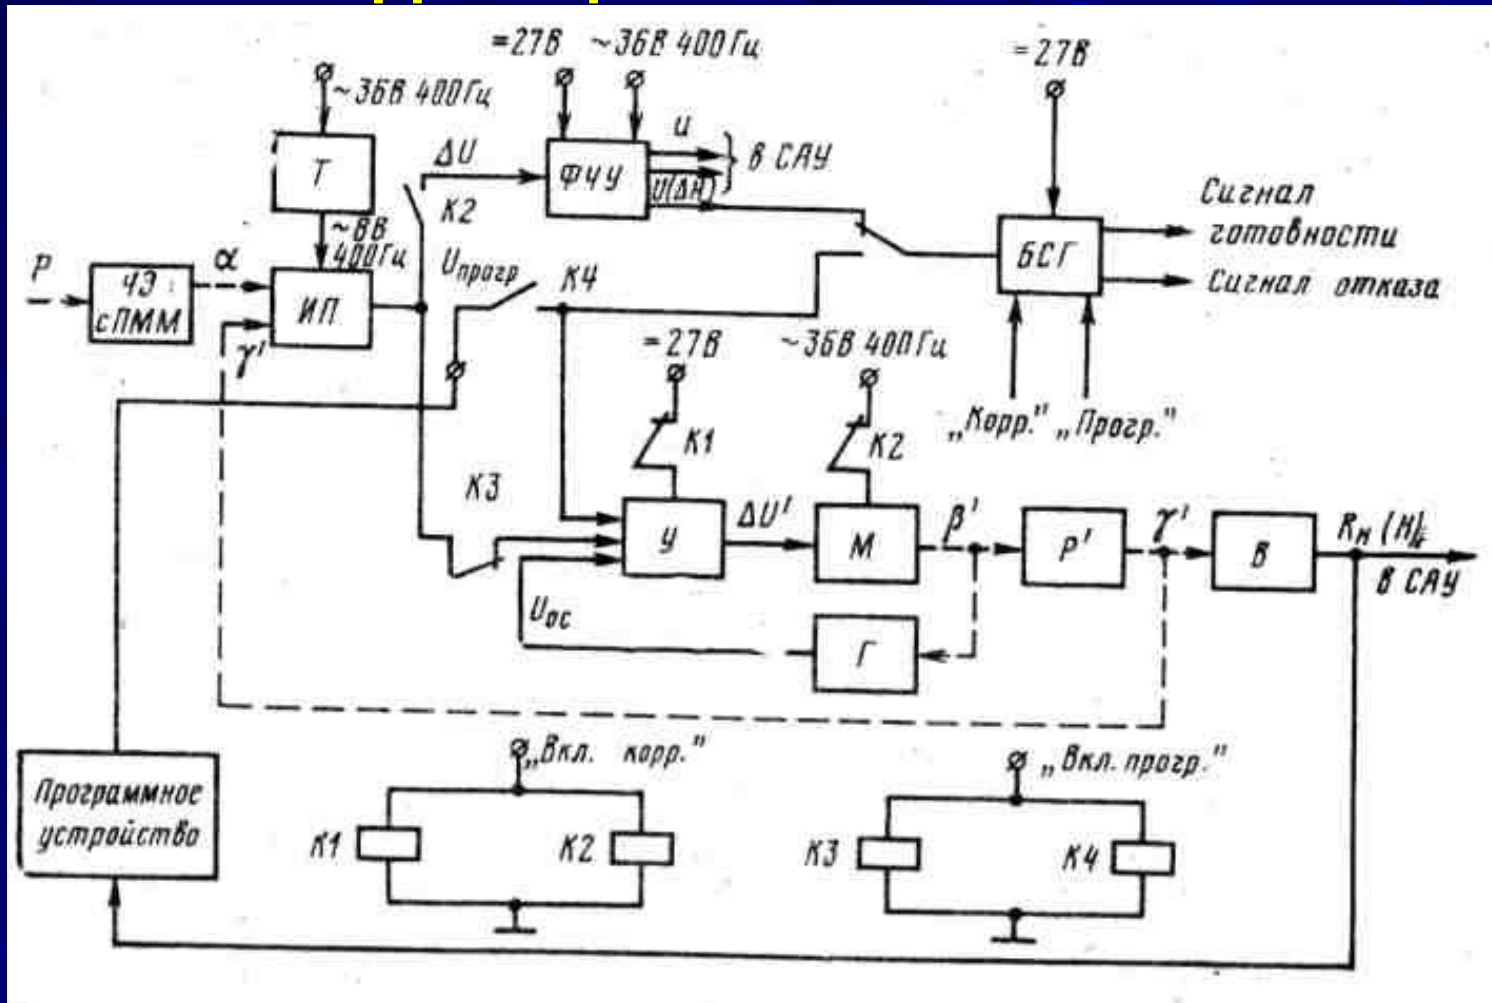 =27В
~36В 400Гц
=27В
~36В 400Гц
Т
ΔU
ФЧУ
U
U(ΔH)
в САУ
К2
~8В
400Гц
Сигнал
готовности
P
α
ЧЭ
с ПММ
ИП
Uпрогр
К4
БСГ
Сигнал отказа
γ'
=27В
~36В 400Гц
„Корр."
„Прогр."
К1
К2
К3
У
ΔU'
М
β'
Р'
γ'
В
в САУ
Uос
Г
Программное
устройство
„Вкл. корр."
„Вкл. прогр."
К1
К2
К3
К4